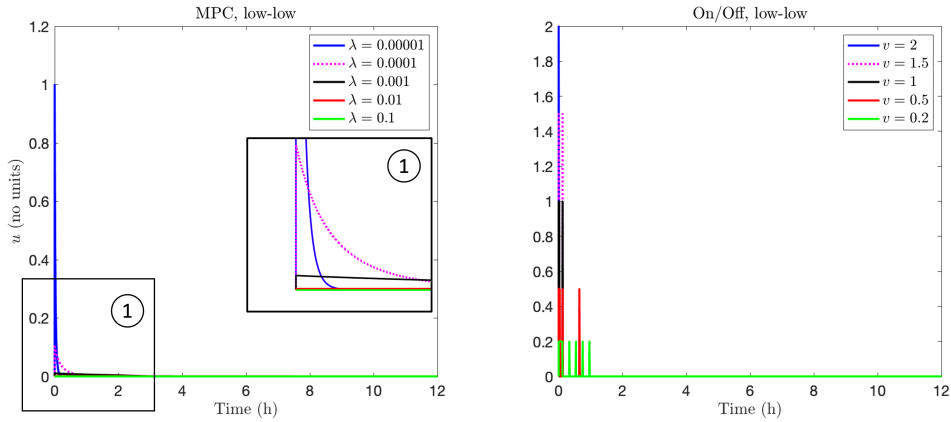 MPC, low-low
1.2
1
0.8
0.6
0.4
0.2
0
u (no units)
λ = 0.00001
λ = 0.0001
λ = 0.001
λ = 0.01
λ = 0.1
1
1
0 2 4 6 8 10 12
Time (h)
On/Off, low-low
2
1.8
1.6
1.4
1.2
1
0.8
0.6
0.4
0.2
0
v = 2
v = 1.5
v = 1
v = 0.5
v = 0.2
0 2 4 6 8 10 12
Time (h)